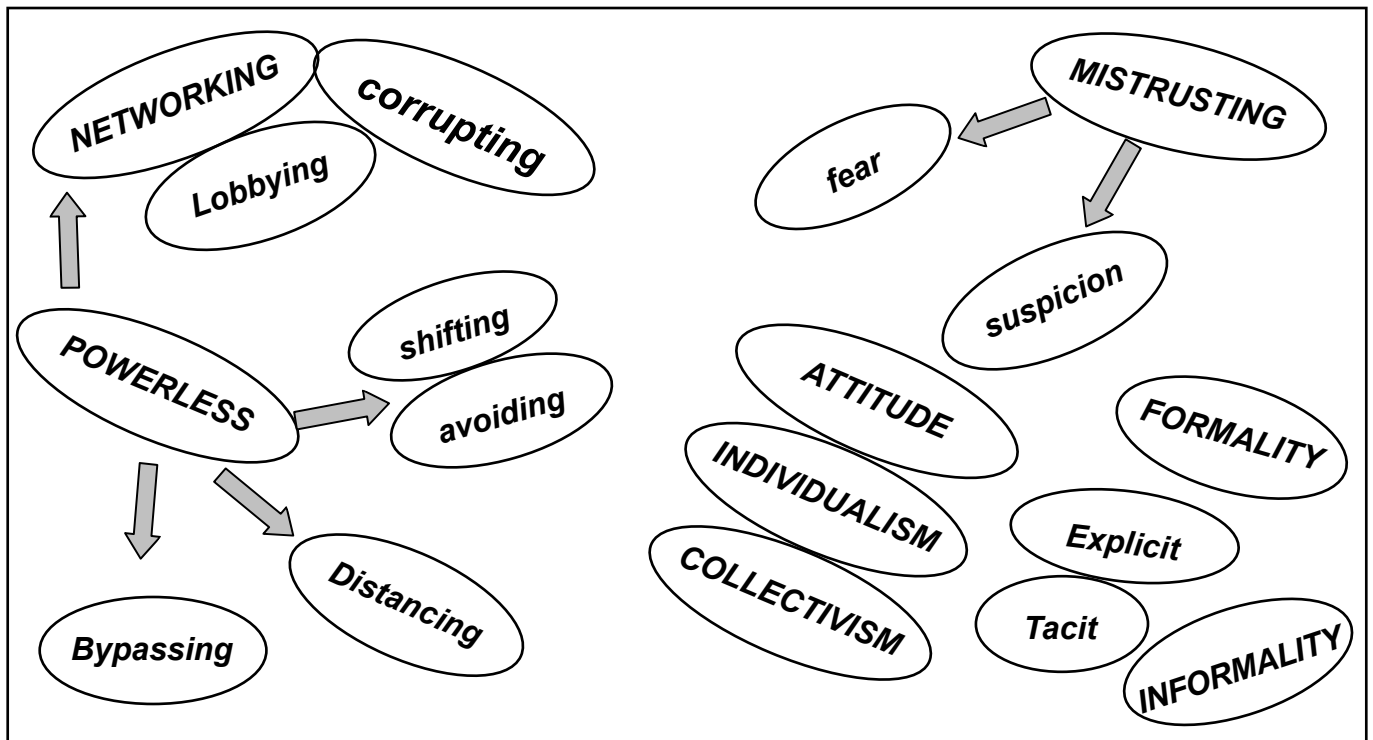 NETWORKING
corrupting
Lobbying
POWERLESS
shifting
avoiding
Distancing
Bypassing
MISTRUSTING
fear
suspicion
ATTITUDE
INDIVIDUALISM
COLLECTIVISM
FORMALITY
Explicit
Tacit
INFORMALITY